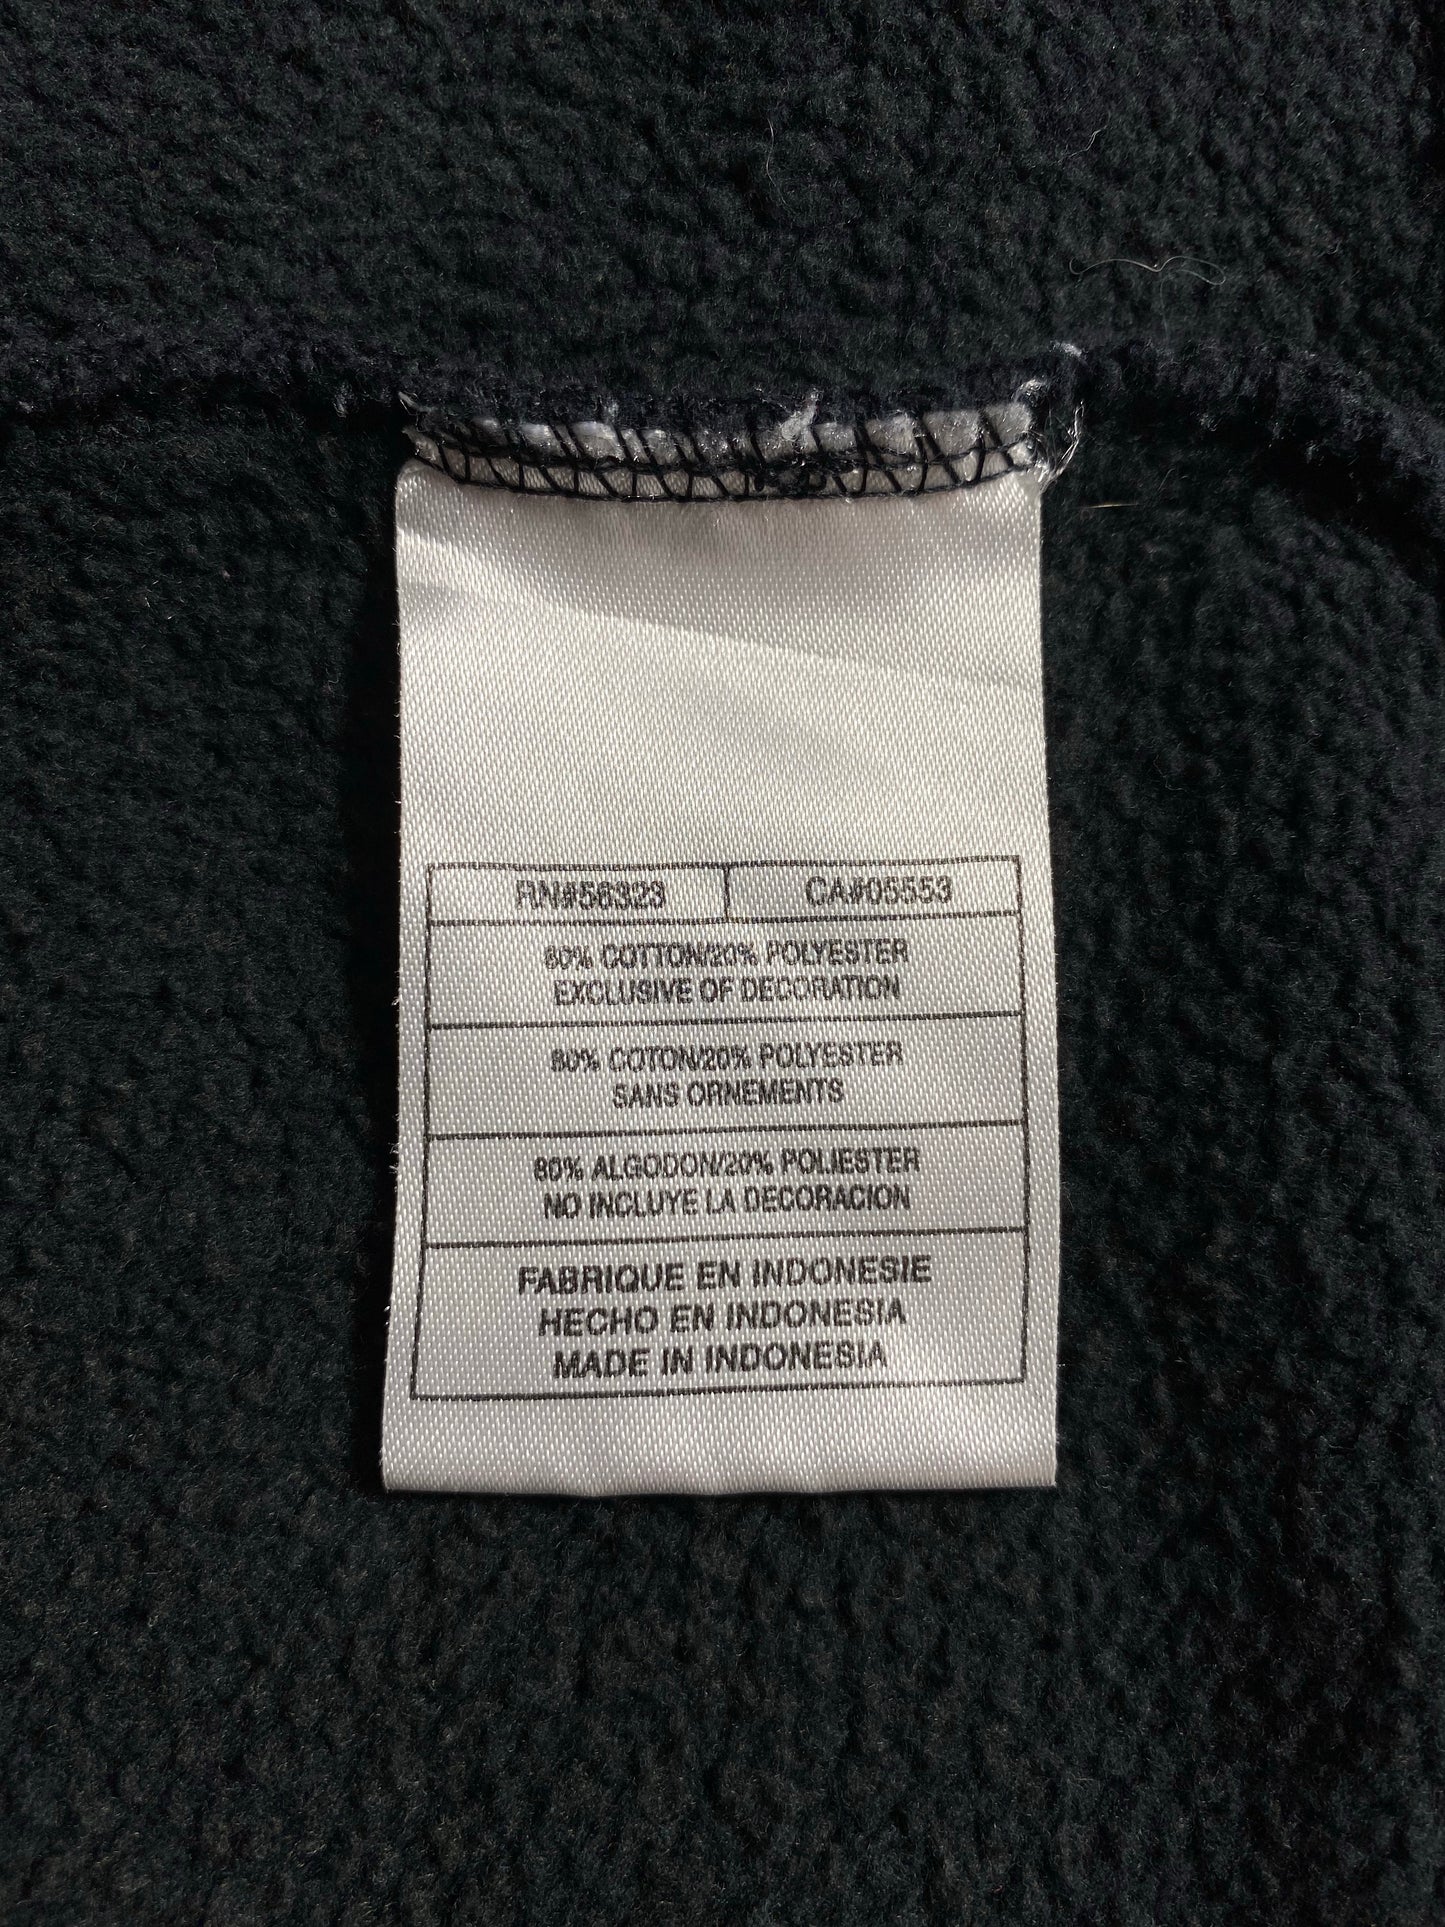 RN#56323 CA#05553
80% COTTON/20% POLYESTER
EXCLUSIVE OF DECORATION
80% COTON/20% POLYESTER
SANS ORNEMENTS
80% ALGODON/20% POLIESTER
NO INCLUYE LA DECORACION
FABRIQUE EN INDONESIE
HECHO EN INDONESIA
MADE IN INDONESIA